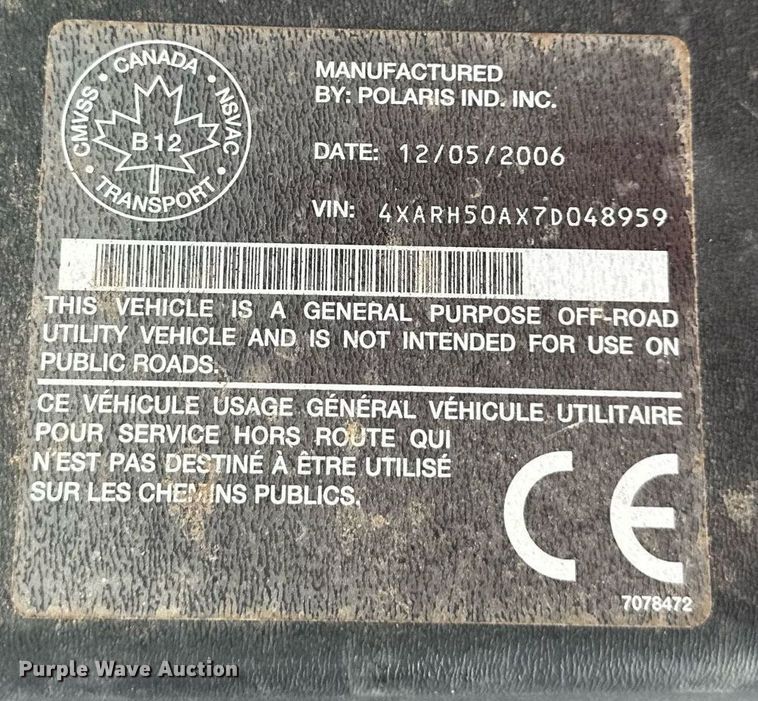 CANADA
CMVSS • NSVAC
B12
TRANSPORT
MANUFACTURED
BY: POLARIS IND. INC.
DATE: 12/05/2006
VIN: 4XARH50AX7D048959
THIS VEHICLE IS A GENERAL PURPOSE OFF-ROAD
UTILITY VEHICLE AND IS NOT INTENDED FOR USE ON
PUBLIC ROADS.
CE VÉHICULE USAGE GÉNÉRAL VÉHICULE UTILITAIRE
POUR SERVICE HORS ROUTE QUI
N'EST PAS DESTINÉ À ÊTRE UTILISÉ
SUR LES CHEMINS PUBLICS.
CE
7078472
Purple Wave Auction